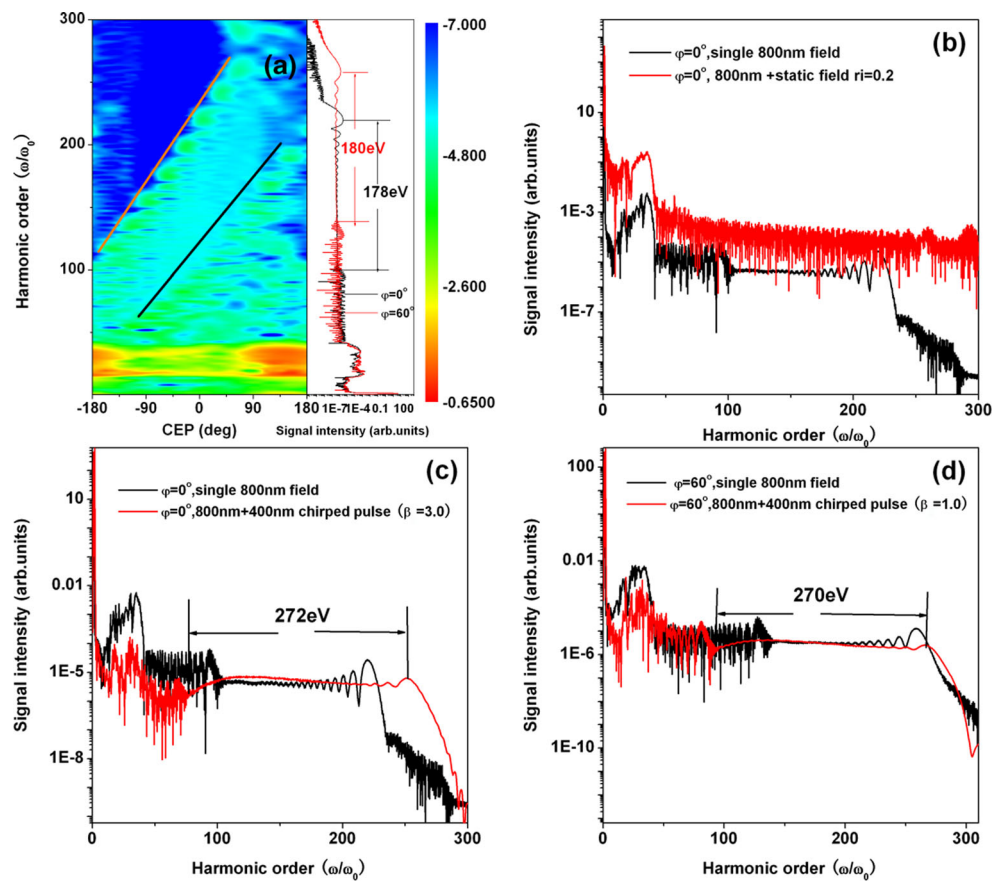 300
200
100
Harmonic order (ω/ω₀)
-180
-90
0
90
180
CEP (deg)
(a)
180eV
178eV
φ=0°
φ=60°
1E-7
1E-4
0.1
100
Signal intensity (arb.units)
-7.000
-4.800
-2.600
-0.6500
(b)
φ=0°,single 800nm field
φ=0°, 800nm +static field ri=0.2
Signal intensity (arb.units)
1E-3
1E-7
0
100
200
300
Harmonic order (ω/ω₀)
(c)
φ=0°,single 800nm field
φ=0°,800nm+400nm chirped pulse (β =3.0)
272eV
Signal intensity (arb.units)
0.01
1E-5
1E-8
0
100
200
300
Harmonic order (ω/ω₀)
(d)
φ=60°,single 800nm field
φ=60°,800nm+400nm chirped pulse (β =1.0)
270eV
Signal intensity (arb.units)
0.01
1E-6
1E-10
0
100
200
300
Harmonic order (ω/ω₀)